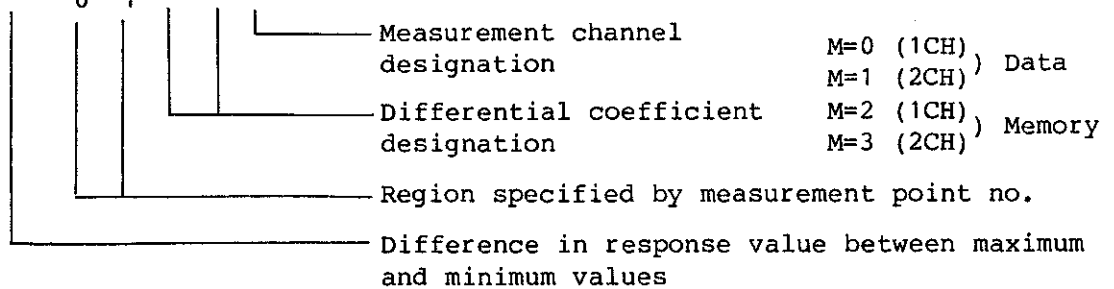 Measurement channel M=0 (1CH)
designation M=1 (2CH) ) Data
Differential coefficient M=2 (1CH)
designation M=3 (2CH) ) Memory
Region specified by measurement point no.
Difference in response value between maximum
and minimum values